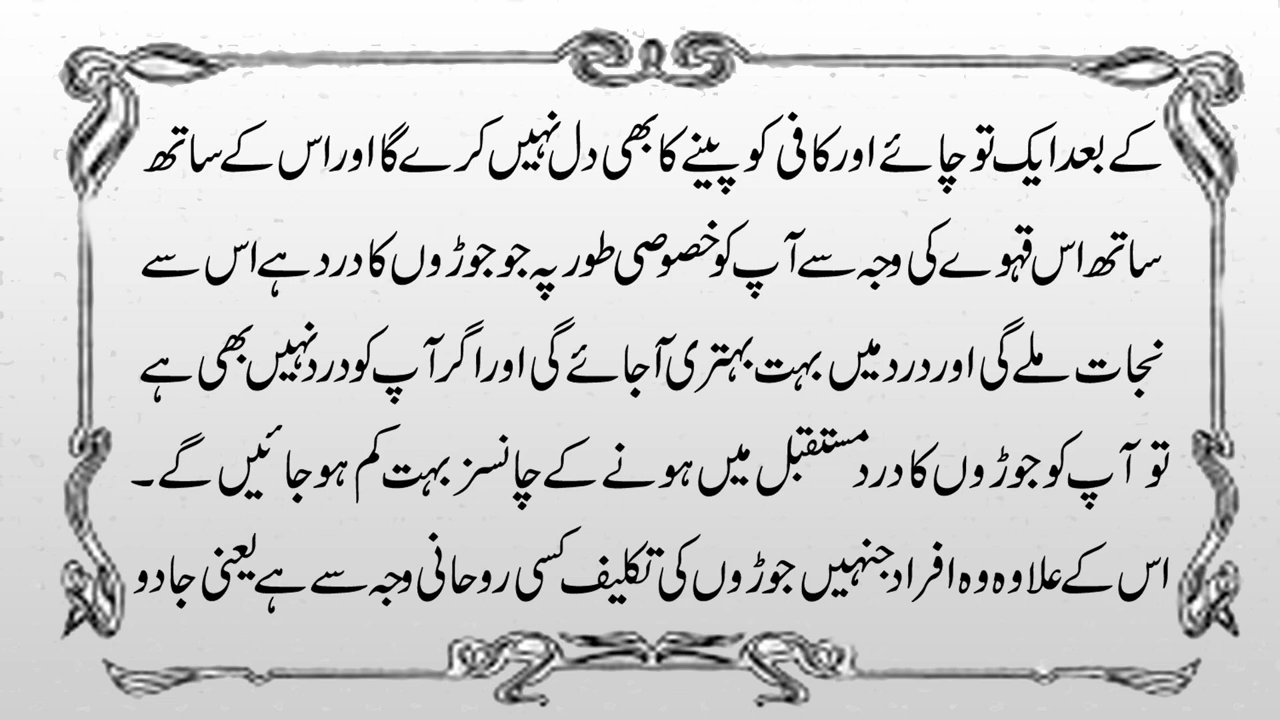 کے بعد ایک تو چائے اور کافی کو پینے کا بھی دل نہیں کرے گا اور اس کے ساتھ
ساتھ اس قہوے کی وجہ سے آپ کو خصوصی طور پہ جو جوڑوں کا درد ہے اس سے
نجات ملے گی اور درد میں بہت بہتری آجائے گی اور اگر آپ کو درد نہیں بھی ہے
تو آپ کو جوڑوں کا درد مستقبل میں ہونے کے چانسز بہت کم ہو جائیں گے۔
اس کے علاوہ وہ افراد جنہیں جوڑوں کی تکلیف کسی روحانی وجہ سے ہے یعنی جادو